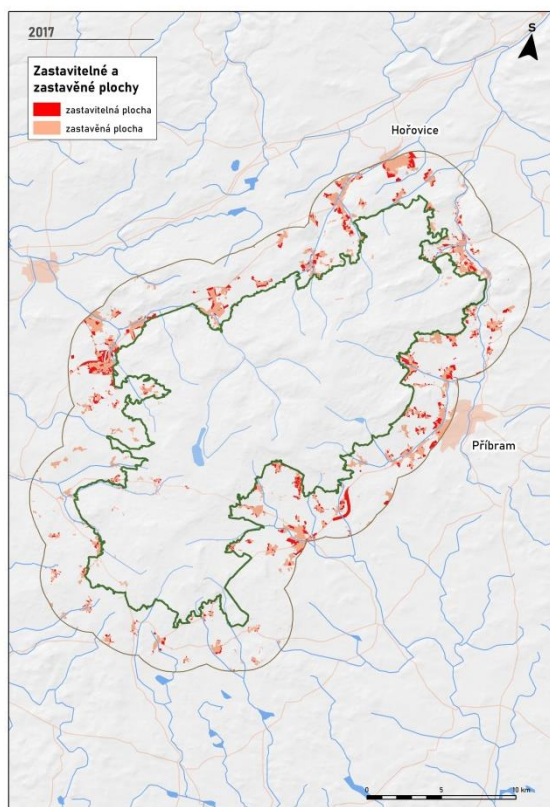 2017
S
Zastavitelné a
zastavěné plochy
zastavitelná plocha
zastavěná plocha
Hořovice
Příbram
0 5 10 km